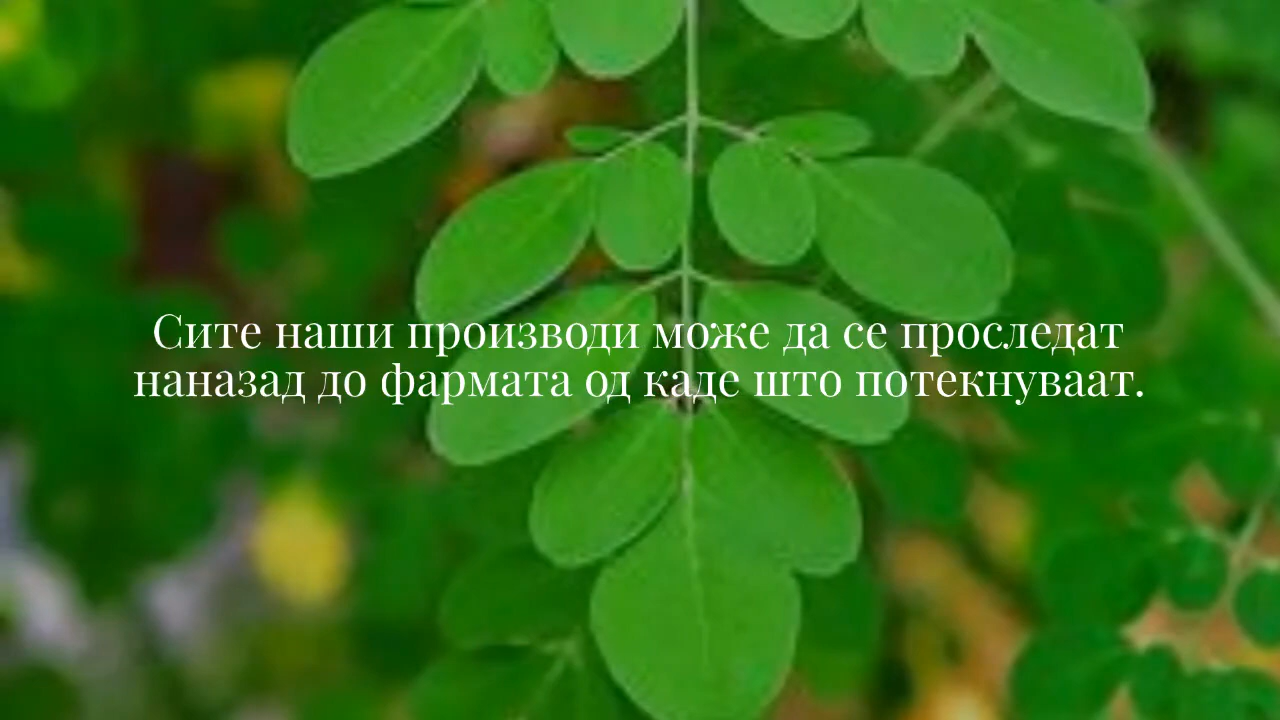 Сите наши производи може да се проследат
наназад до фармата од каде што потекнуваат.